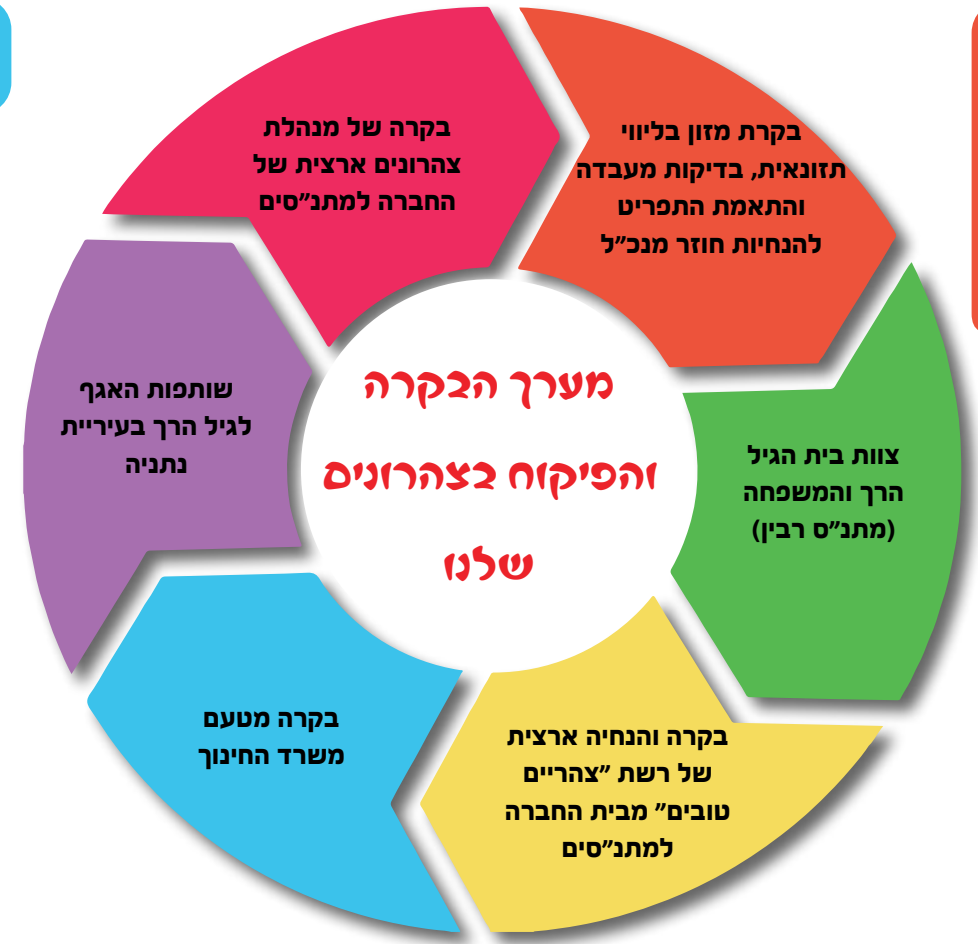 מערך הבקרה
והפיקוח בצהרונים
שלנו
בקרת מזון בליווי
תזונאית, בדיקות מעבדה
והתאמת התפריט
להנחיות חוזר מנכ"ל
צוות בית הגיל
הרך והמשפחה
(מתנ"ס רבין)
בקרה והנחיה ארצית
של רשת "צהריים
טובים" מבית החברה
למתנ"סים
בקרה מטעם
משרד החינוך
שותפות האגף
לגיל הרך בעיריית
נתניה
בקרה של מנהלת
צהרונים ארצית של
החברה למתנ"סים